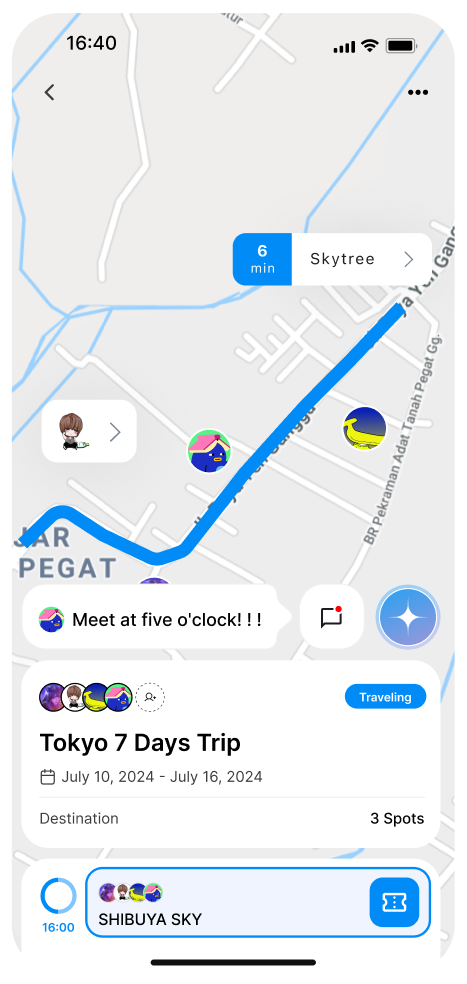 16:40
6
min
Skytree
BR Pekraman Adat Tanah Pegat Gg.
JAR
PEGAT
Meet at five o'clock! ! !
Traveling
Tokyo 7 Days Trip
July 10, 2024 - July 16, 2024
Destination
3 Spots
16:00
SHIBUYA SKY